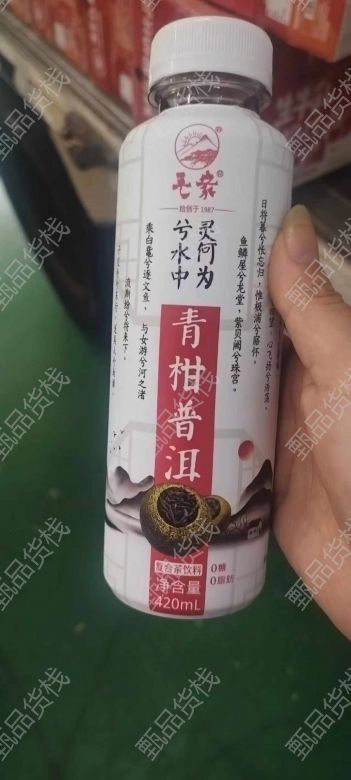 无蒙
始创于1987
灵何为
兮水中
日将暮兮怅忘归，惟极浦兮寤怀。
鱼鳞屋兮龙堂，紫贝阙兮珠宫。
乘白鼋兮逐文鱼，
与女游兮河之渚
流澌纷兮将来下。
青柑普洱
复合茶饮料
0糖
0脂肪
净含量
420mL
甄品货栈